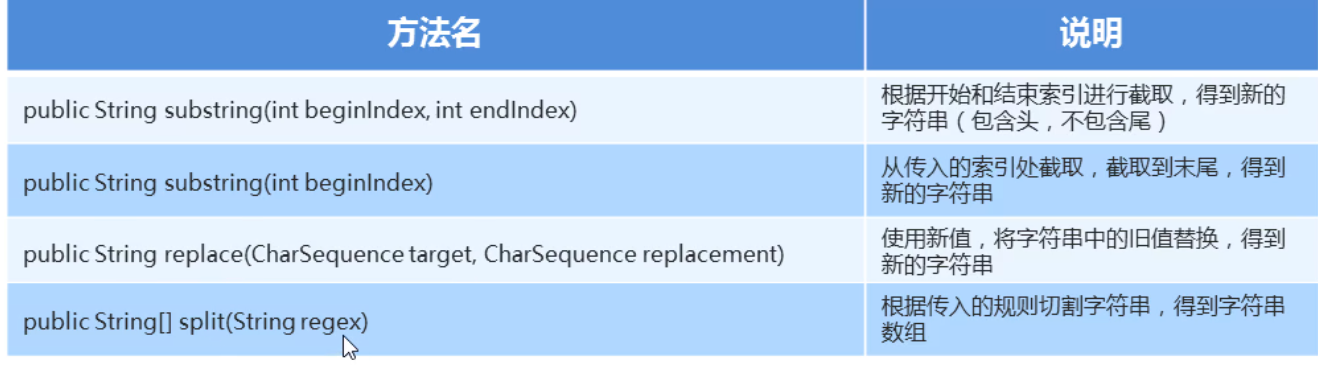 方法名
说明
public String substring(int beginIndex, int endIndex)
根据开始和结束索引进行截取，得到新的
字符串（包含头，不包含尾）
public String substring(int beginIndex)
从传入的索引处截取，截取到末尾，得到
新的字符串
public String replace(CharSequence target, CharSequence replacement)
使用新值，将字符串中的旧值替换，得到
新的字符串
public String[] split(String regex)
根据传入的规则切割字符串，得到字符串
数组